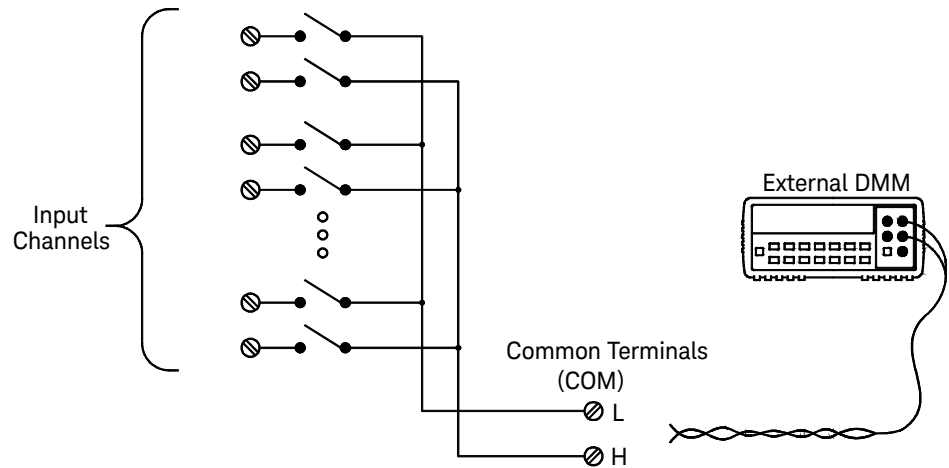 External DMM
Input
Channels
Common Terminals
(COM)
L
H